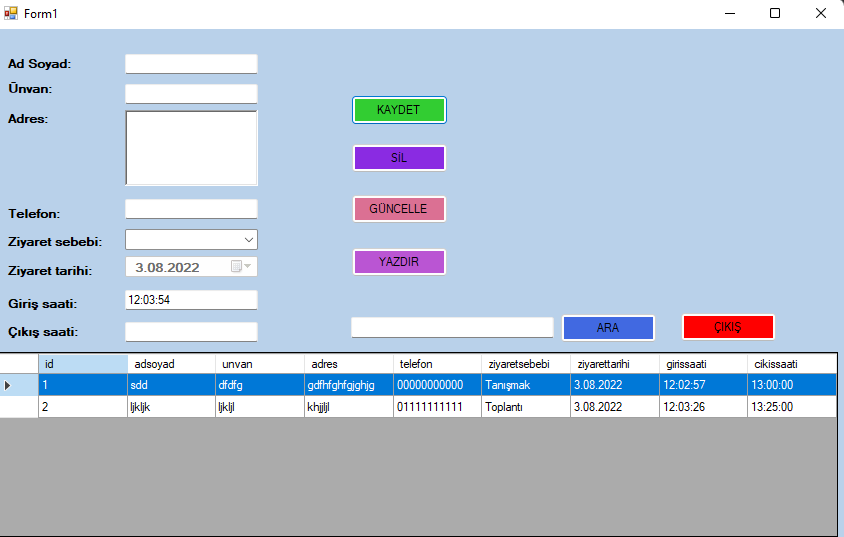 Form1
Ad Soyad:
Ünvan:
Adres:
KAYDET
SİL
Telefon:
GÜNCELLE
Ziyaret sebebi:
Ziyaret tarihi: 3.08.2022
YAZDIR
Giriş saati: 12:03:54
Çıkış saati:
ARA
ÇIKIŞ
id adsoyad unvan adres telefon ziyaretsebebi ziyarettarihi girissaati cikissaati
1 sdd dfdfg gdfhfghfgjghjg 00000000000 Tanışmak 3.08.2022 12:02:57 13:00:00
2 ljkljk ljkljl khjjljl 01111111111 Toplantı 3.08.2022 12:03:26 13:25:00